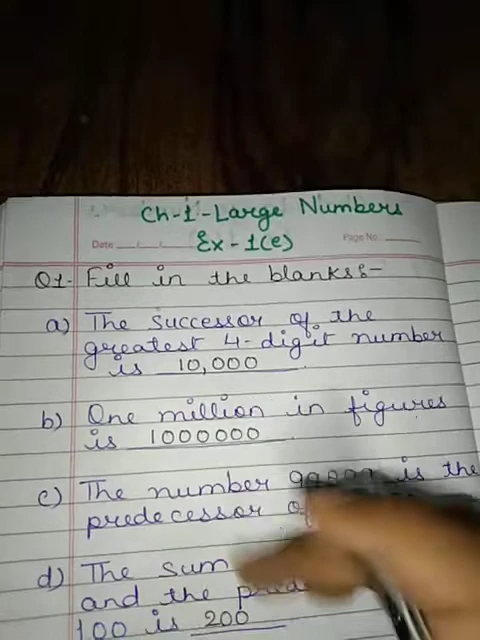 Ch-1-Large Numbers
Date
Ex-1(e)
Page No.
Q1- Fill in the blanks:-
a) The successor of the
greatest 4-digit number
is 10,000
b) One million in figures
is 1000000
c) The number is the
predecessor of
d) The sum
and the
100 is 200